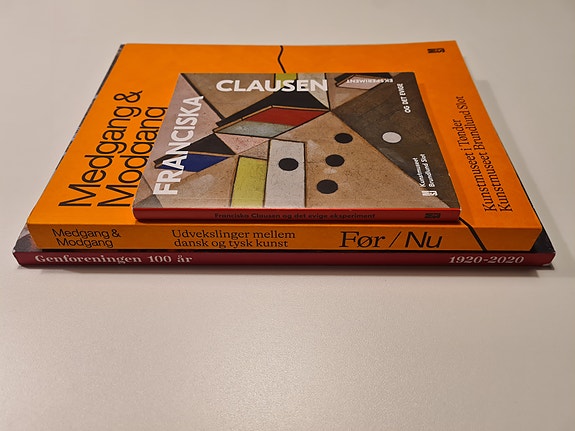 FRANCISKA
CLAUSEN
OG DET EVIGE
EKSPERIMENT
Kunstmuseet
Brundlund Slot
Franciska Clausen og det evige eksperiment
Medgang &
Modgang
Kunstmuseet i Tønder
Kunstmuseet Brundlund Slot
Medgang &
Modgang
Udvekslinger mellem
dansk og tysk kunst
Før / Nu
Genforeningen 100 år
1920-2020